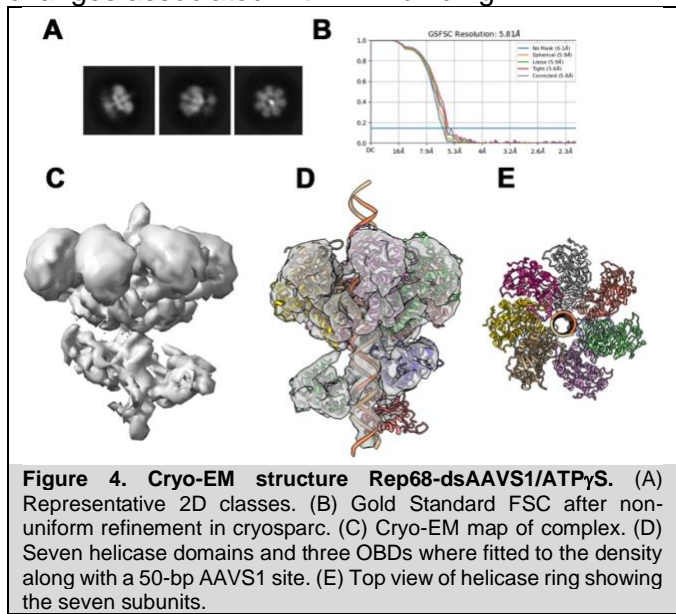 changes associated
A
B
GSFSC Resolution: 5.81Å
No Mask (6.1Å)
Spherical (5.9Å)
Loose (5.9Å)
Tight (5.6Å)
Corrected (5.8Å)
1.0
0.8
0.6
0.4
0.2
0.0
DC 16Å 7.9Å 5.3Å 4Å 3.2Å 2.6Å 2.3Å
C
D
E
Figure 4. Cryo-EM structure Rep68-dsAAVS1/ATPγS. (A)
Representative 2D classes. (B) Gold Standard FSC after non-
uniform refinement in cryosparc. (C) Cryo-EM map of complex. (D)
Seven helicase domains and three OBDs where fitted to the density
along with a 50-bp AAVS1 site. (E) Top view of helicase ring showing
the seven subunits.